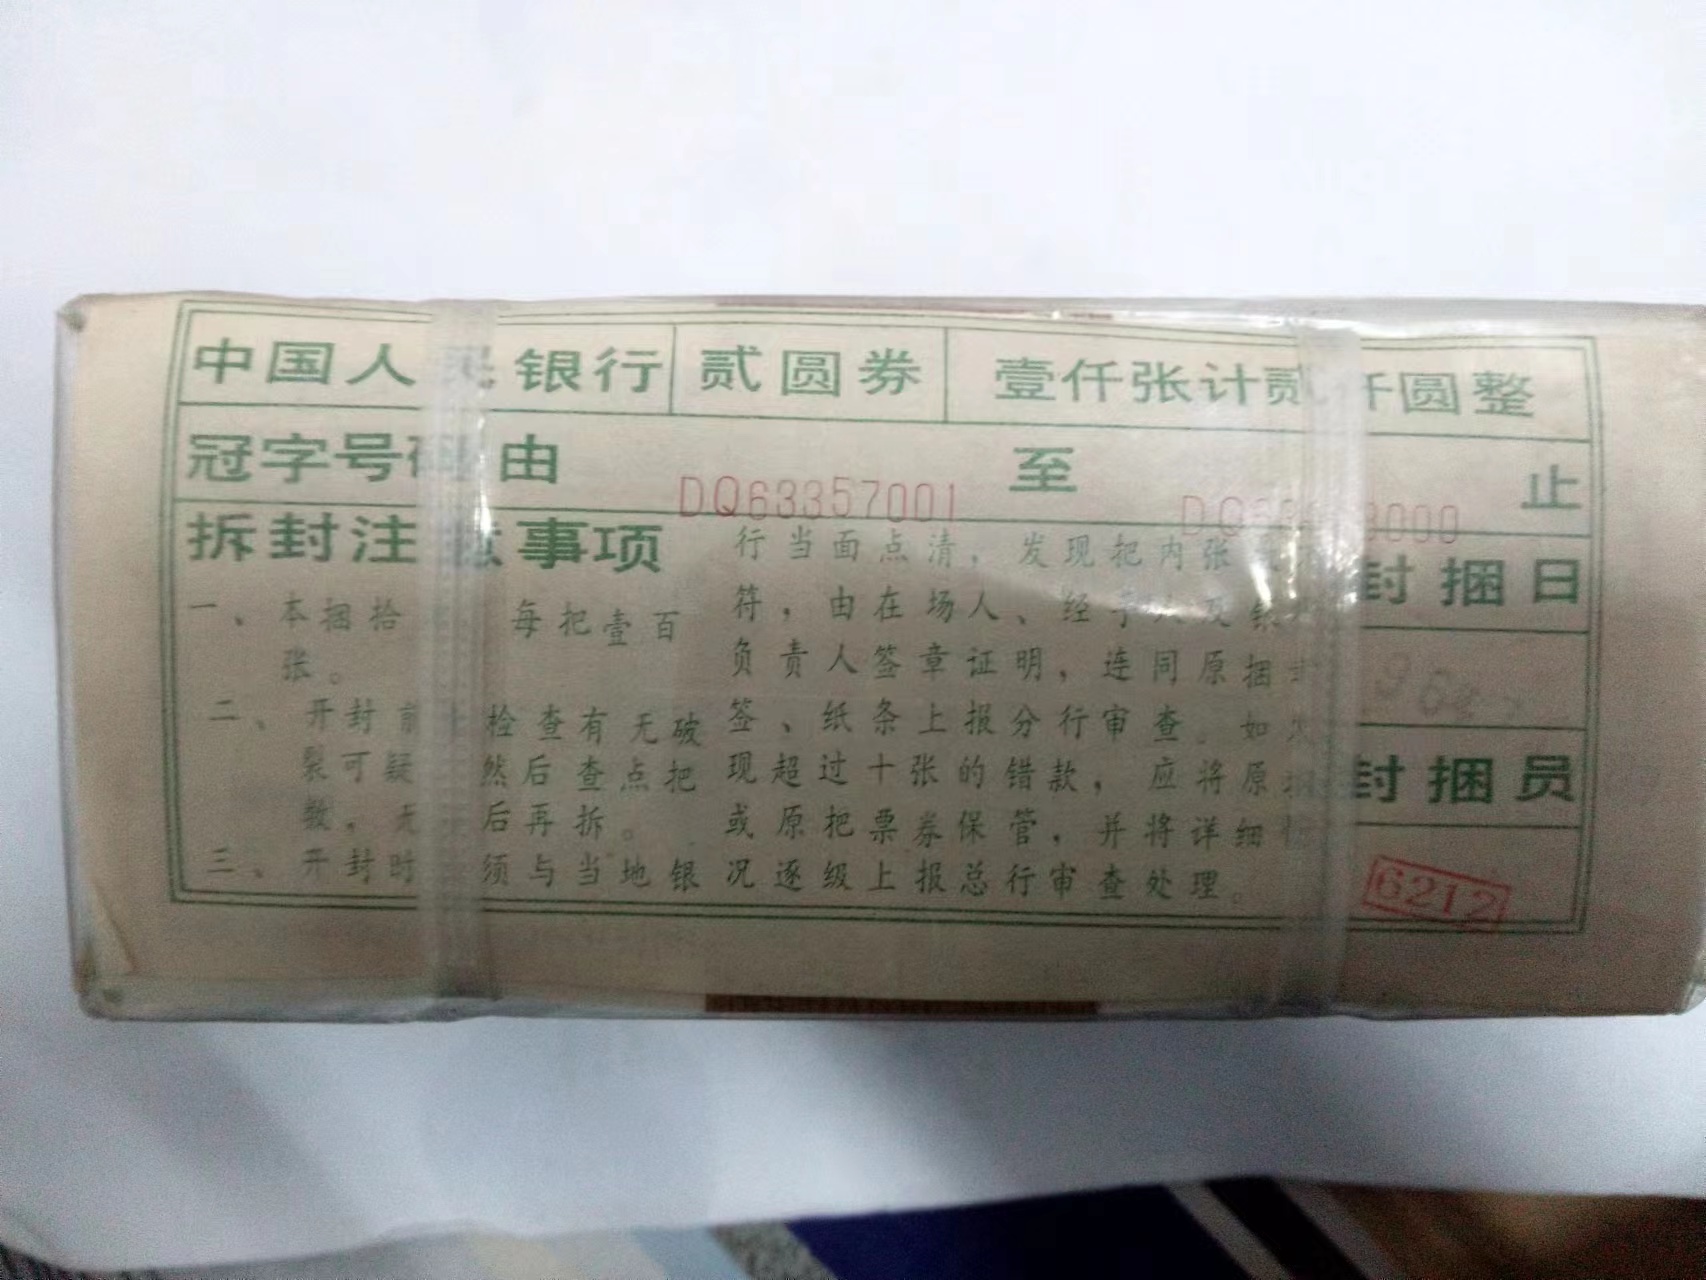 中国人 银行 贰圆券 壹仟张计贰 仟圆整
冠字号 由 DQ63357001 至 3000 止
拆封注 事项
一、本捆拾 每把壹百
张。
二、开封前 检查有无破
裂可疑 然后查点把
数, 后再拆。
三、开封时 须与当地银
行当面点清,发现把内张
符,由在场人、经手人及银
负责人签章证明,连同原捆封
签、纸条上报分行审查。如
现超过十张的错款,应将原
或原把票券保管,并将详细
况逐级上报总行审查处理。
封捆日
96
封捆员
6212